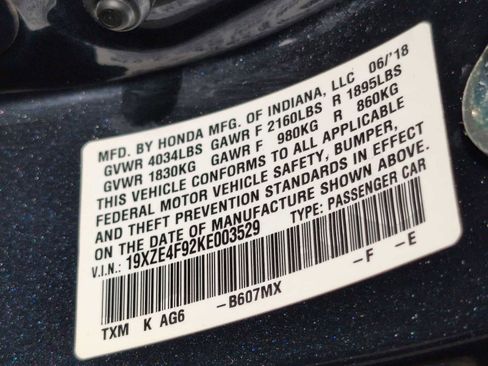 MFD. BY HONDA MFG. OF INDIANA, LLC 06/'18
GVWR 4034LBS GAWR F 2160LBS R 1895LBS
GVWR 1830KG GAWR F 980KG R 860KG
THIS VEHICLE CONFORMS TO ALL APPLICABLE
FEDERAL MOTOR VEHICLE SAFETY, BUMPER,
AND THEFT PREVENTION STANDARDS IN EFFECT
ON THE DATE OF MANUFACTURE SHOWN ABOVE.
V.I.N.: 19XZE4F92KE003529 TYPE: PASSENGER CAR
TXM K AG6 -B607MX -F -E